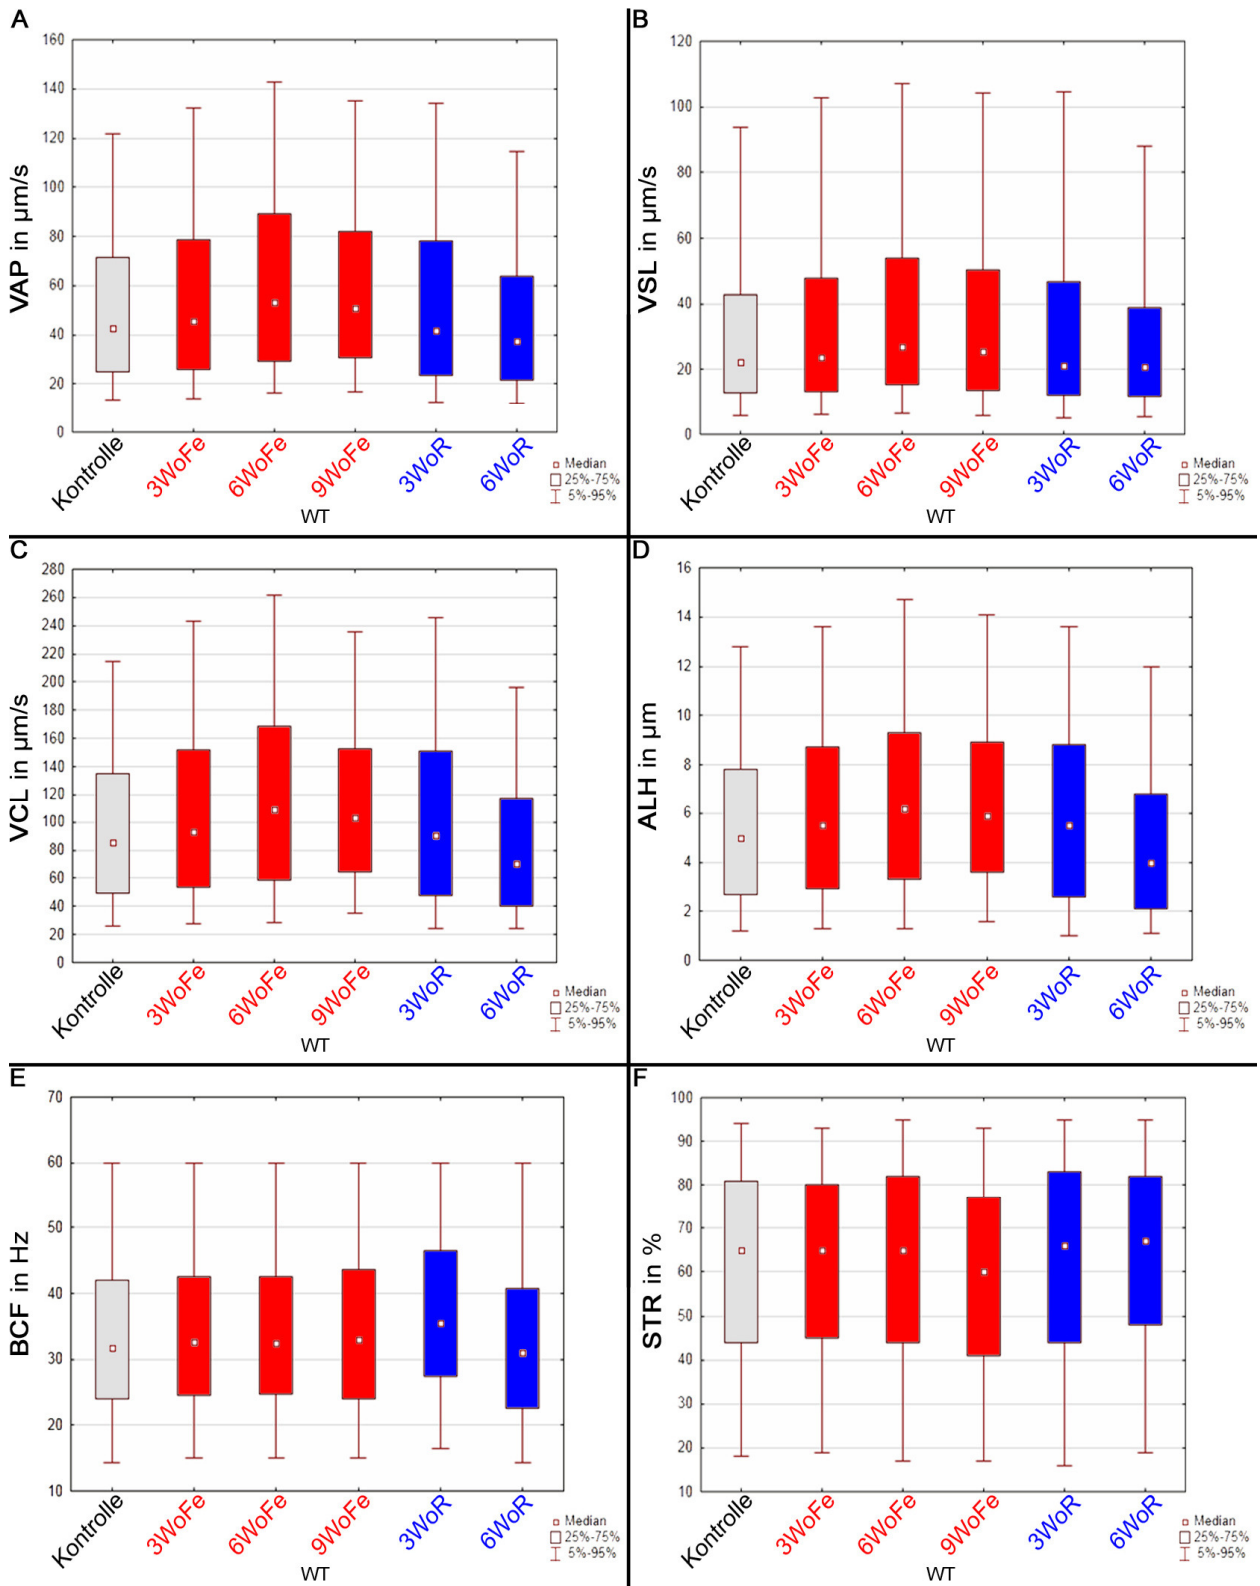 A
VAP in µm/s
160
140
120
100
80
60
40
20
0
Kontrolle
3WoFe
6WoFe
9WoFe
3WoR
6WoR
WT
Median
25%-75%
5%-95%
B
VSL in µm/s
120
100
80
60
40
20
0
Kontrolle
3WoFe
6WoFe
9WoFe
3WoR
6WoR
WT
Median
25%-75%
5%-95%
C
VCL in µm/s
280
260
240
220
200
180
160
140
120
100
80
60
40
20
0
Kontrolle
3WoFe
6WoFe
9WoFe
3WoR
6WoR
WT
Median
25%-75%
5%-95%
D
ALH in µm
16
14
12
10
8
6
4
2
0
Kontrolle
3WoFe
6WoFe
9WoFe
3WoR
6WoR
WT
Median
25%-75%
5%-95%
E
BCF in Hz
70
60
50
40
30
20
10
Kontrolle
3WoFe
6WoFe
9WoFe
3WoR
6WoR
WT
Median
25%-75%
5%-95%
F
STR in %
100
90
80
70
60
50
40
30
20
10
Kontrolle
3WoFe
6WoFe
9WoFe
3WoR
6WoR
WT
Median
25%-75%
5%-95%